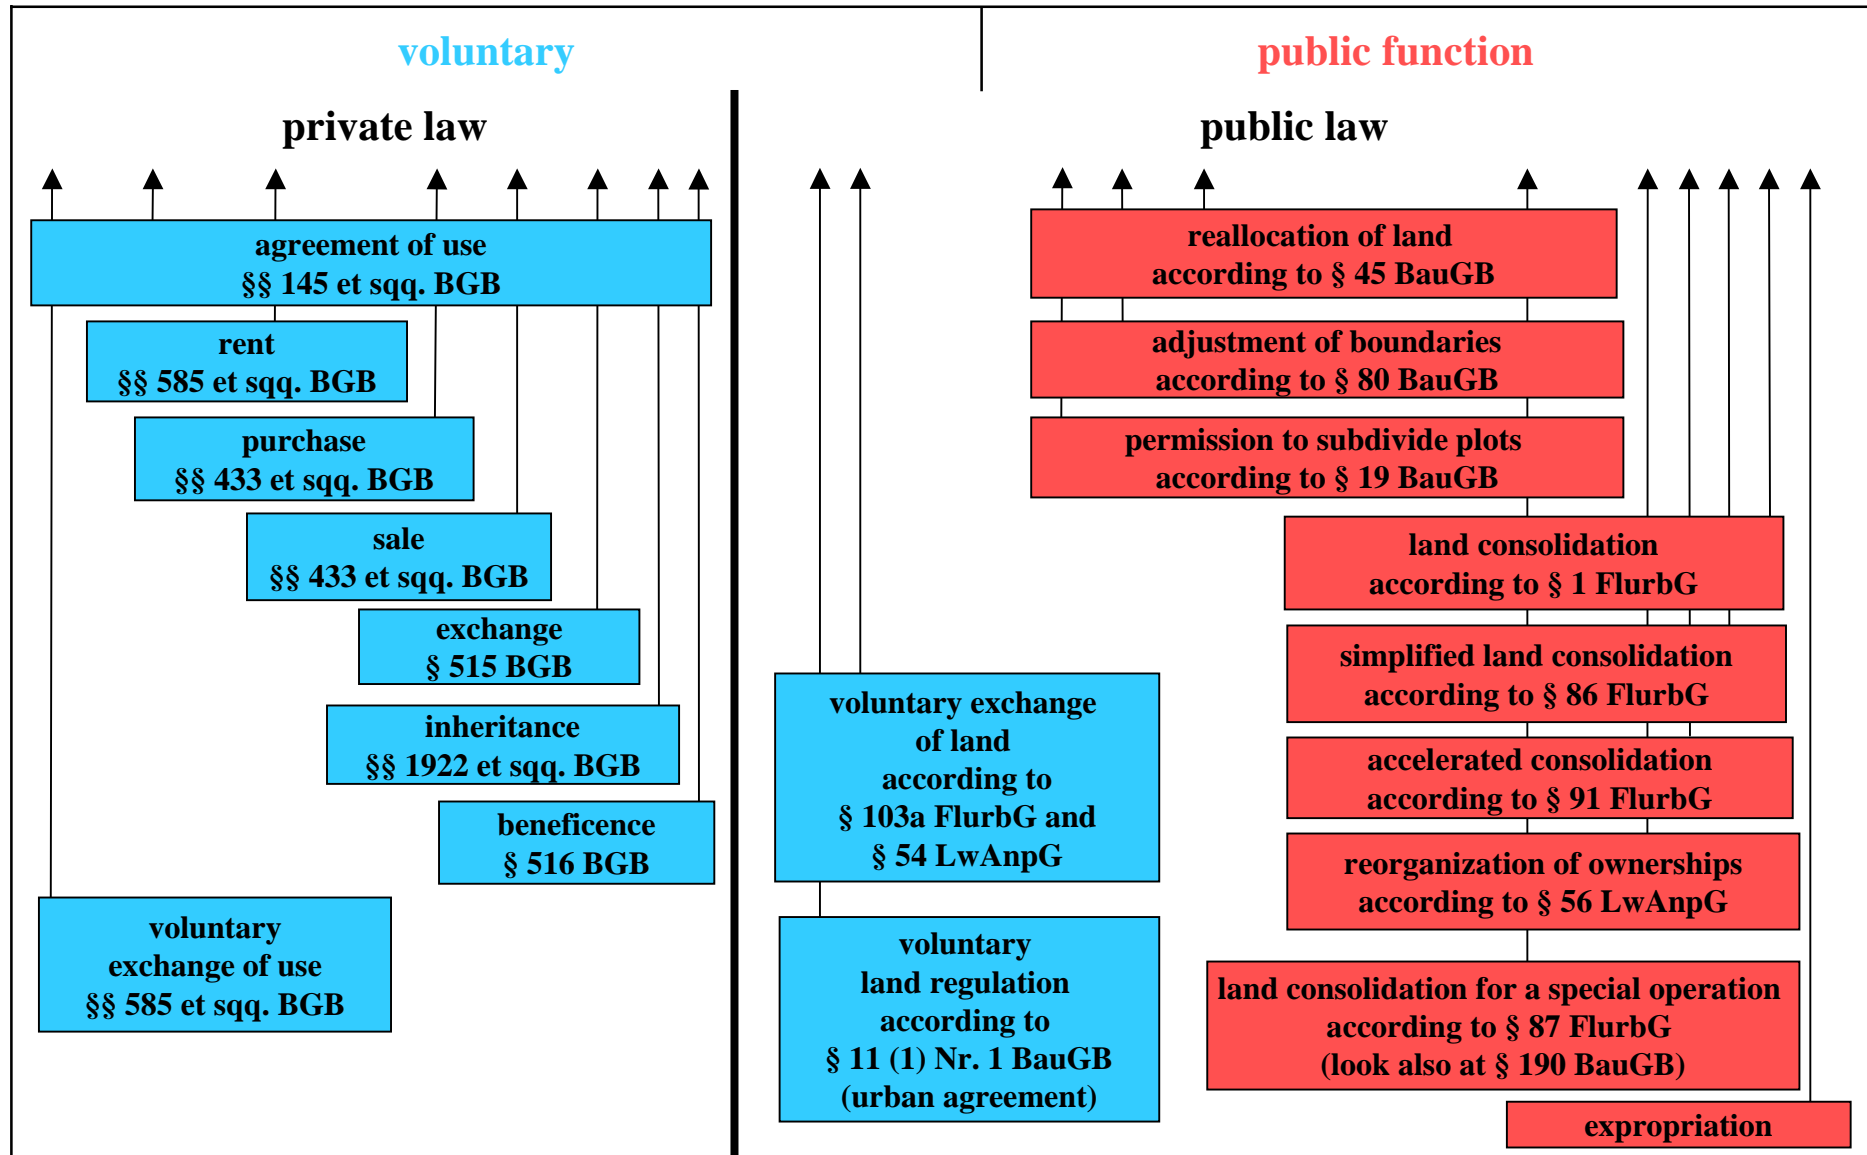 voluntary
public function
private law
public law
agreement of use
§§ 145 et sqq. BGB
rent
§§ 585 et sqq. BGB
purchase
§§ 433 et sqq. BGB
sale
§§ 433 et sqq. BGB
exchange
§ 515 BGB
inheritance
§§ 1922 et sqq. BGB
beneficence
§ 516 BGB
voluntary
exchange of use
§§ 585 et sqq. BGB
voluntary exchange
of land
according to
§ 103a FlurbG and
§ 54 LwAnpG
voluntary
land regulation
according to
§ 11 (1) Nr. 1 BauGB
(urban agreement)
reallocation of land
according to § 45 BauGB
adjustment of boundaries
according to § 80 BauGB
permission to subdivide plots
according to § 19 BauGB
land consolidation
according to § 1 FlurbG
simplified land consolidation
according to § 86 FlurbG
accelerated consolidation
according to § 91 FlurbG
reorganization of ownerships
according to § 56 LwAnpG
land consolidation for a special operation
according to § 87 FlurbG
(look also at § 190 BauGB)
expropriation